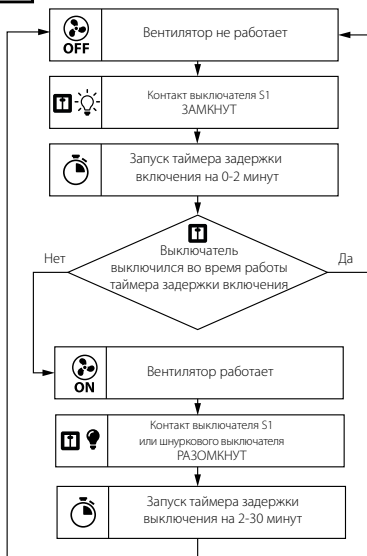 OFF
Вентилятор не работает
Контакт выключателя S1
ЗАМКНУТ
Запуск таймера задержки
включения на 0-2 минут
Выключатель
выключился во время работы
таймера задержки включения
Нет
Да
ON
Вентилятор работает
Контакт выключателя S1
или шнуркового выключателя
РАЗОМКНУТ
Запуск таймера задержки
выключения на 2-30 минут